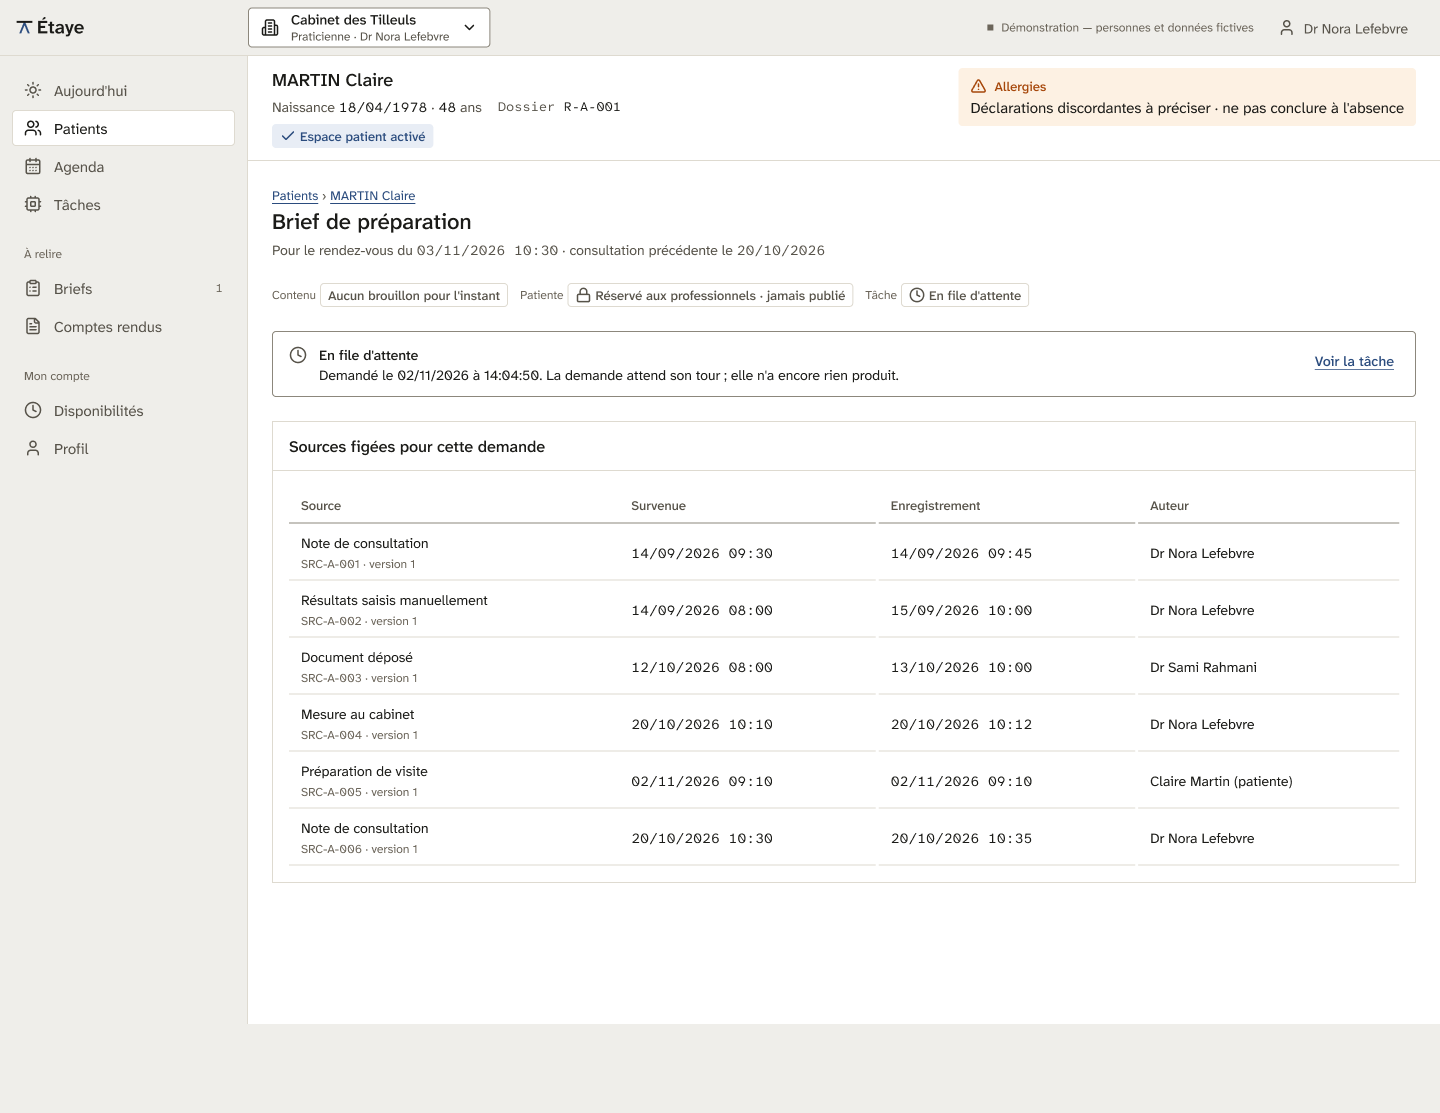 Étaye
Cabinet des Tilleuls
Praticienne · Dr Nora Lefebvre
Démonstration — personnes et données fictives
Dr Nora Lefebvre
Aujourd'hui
Patients
Agenda
Tâches
À relire
Briefs 1
Comptes rendus
Mon compte
Disponibilités
Profil
MARTIN Claire
Naissance 18/04/1978 · 48 ans Dossier R-A-001
Espace patient activé
Allergies
Déclarations discordantes à préciser · ne pas conclure à l'absence
Patients › MARTIN Claire
Brief de préparation
Pour le rendez-vous du 03/11/2026 10:30 · consultation précédente le 20/10/2026
Contenu Aucun brouillon pour l'instant Patiente Réservé aux professionnels · jamais publié Tâche En file d'attente
En file d'attente
Demandé le 02/11/2026 à 14:04:50. La demande attend son tour ; elle n'a encore rien produit.
Voir la tâche
Sources figées pour cette demande
Source Survenue Enregistrement Auteur
Note de consultation
SRC-A-001 · version 1
14/09/2026 09:30 14/09/2026 09:45 Dr Nora Lefebvre
Résultats saisis manuellement
SRC-A-002 · version 1
14/09/2026 08:00 15/09/2026 10:00 Dr Nora Lefebvre
Document déposé
SRC-A-003 · version 1
12/10/2026 08:00 13/10/2026 10:00 Dr Sami Rahmani
Mesure au cabinet
SRC-A-004 · version 1
20/10/2026 10:10 20/10/2026 10:12 Dr Nora Lefebvre
Préparation de visite
SRC-A-005 · version 1
02/11/2026 09:10 02/11/2026 09:10 Claire Martin (patiente)
Note de consultation
SRC-A-006 · version 1
20/10/2026 10:30 20/10/2026 10:35 Dr Nora Lefebvre